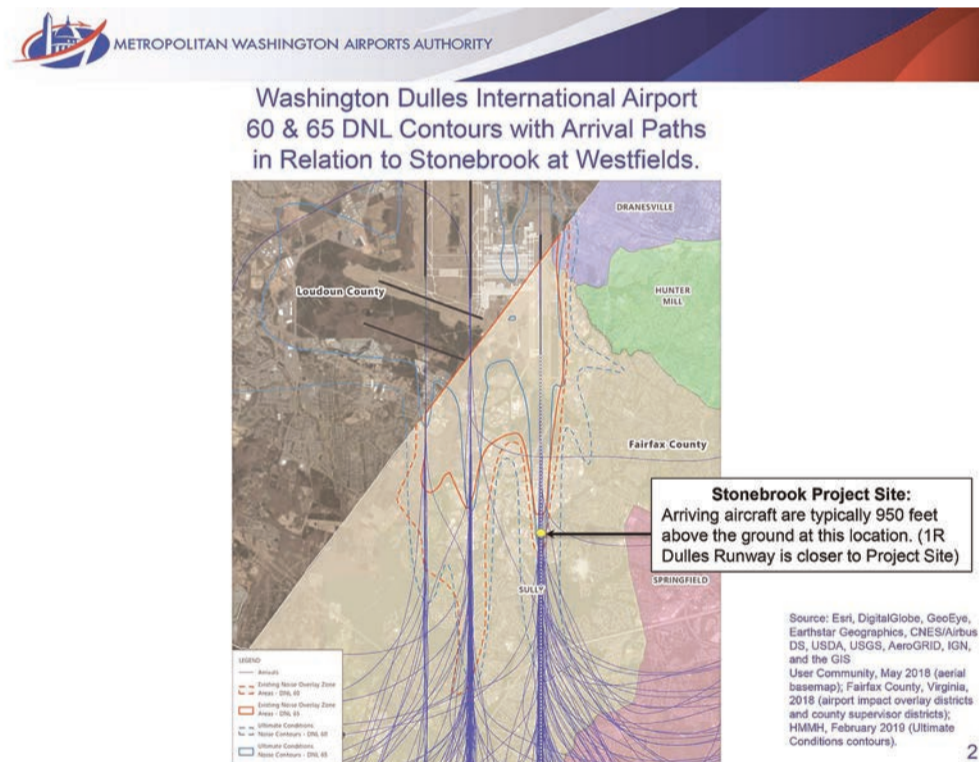 METROPOLITAN WASHINGTON AIRPORTS AUTHORITY
Washington Dulles International Airport
60 & 65 DNL Contours with Arrival Paths
in Relation to Stonebrook at Westfields.
DRANESVILLE
Loudoun County
HUNTER
MILL
Fairfax County
Stonebrook Project Site:
Arriving aircraft are typically 950 feet
above the ground at this location. (1R
Dulles Runway is closer to Project Site)
SPRINGFIELD
SULLY
Source: Esri, DigitalGlobe, GeoEye,
Earthstar Geographics, CNES/Airbus
DS, USDA, USGS, AeroGRID, IGN,
and the GIS
User Community, May 2018 (aerial
basemap); Fairfax County, Virginia,
2018 (airport impact overlay districts
and county supervisor districts);
HMMH, February 2019 (Ultimate
Conditions contours).
LEGEND
Arrivals
Existing Noise Overlay Zone
Areas - DNL 60
Existing Noise Overlay Zone
Areas - DNL 65
Ultimate Conditions
Noise Contours - DNL 60
Ultimate Conditions
Noise Contours - DNL
2